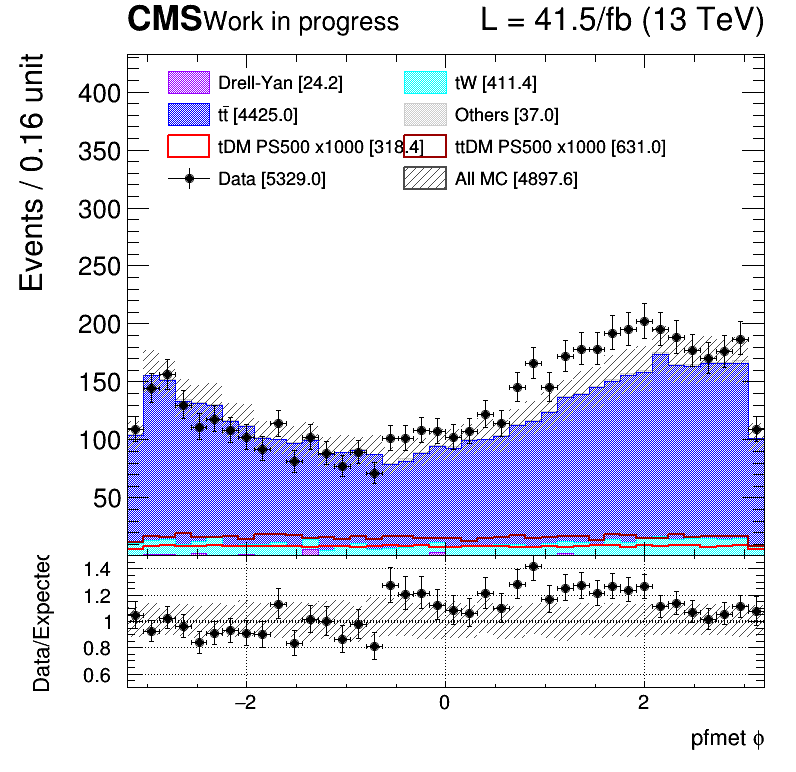 CMS Work in progress L = 41.5/fb (13 TeV)
Events / 0.16 unit
400
350
300
250
200
150
100
50
Drell-Yan [24.2] tW [411.4]
tt̄ [4425.0] Others [37.0]
tDM PS500 x1000 [318.4] ttDM PS500 x1000 [631.0]
Data [5329.0] All MC [4897.6]
Data/Expected
1.4
1.2
1
0.8
0.6
−2 0 2
pfmet ϕ